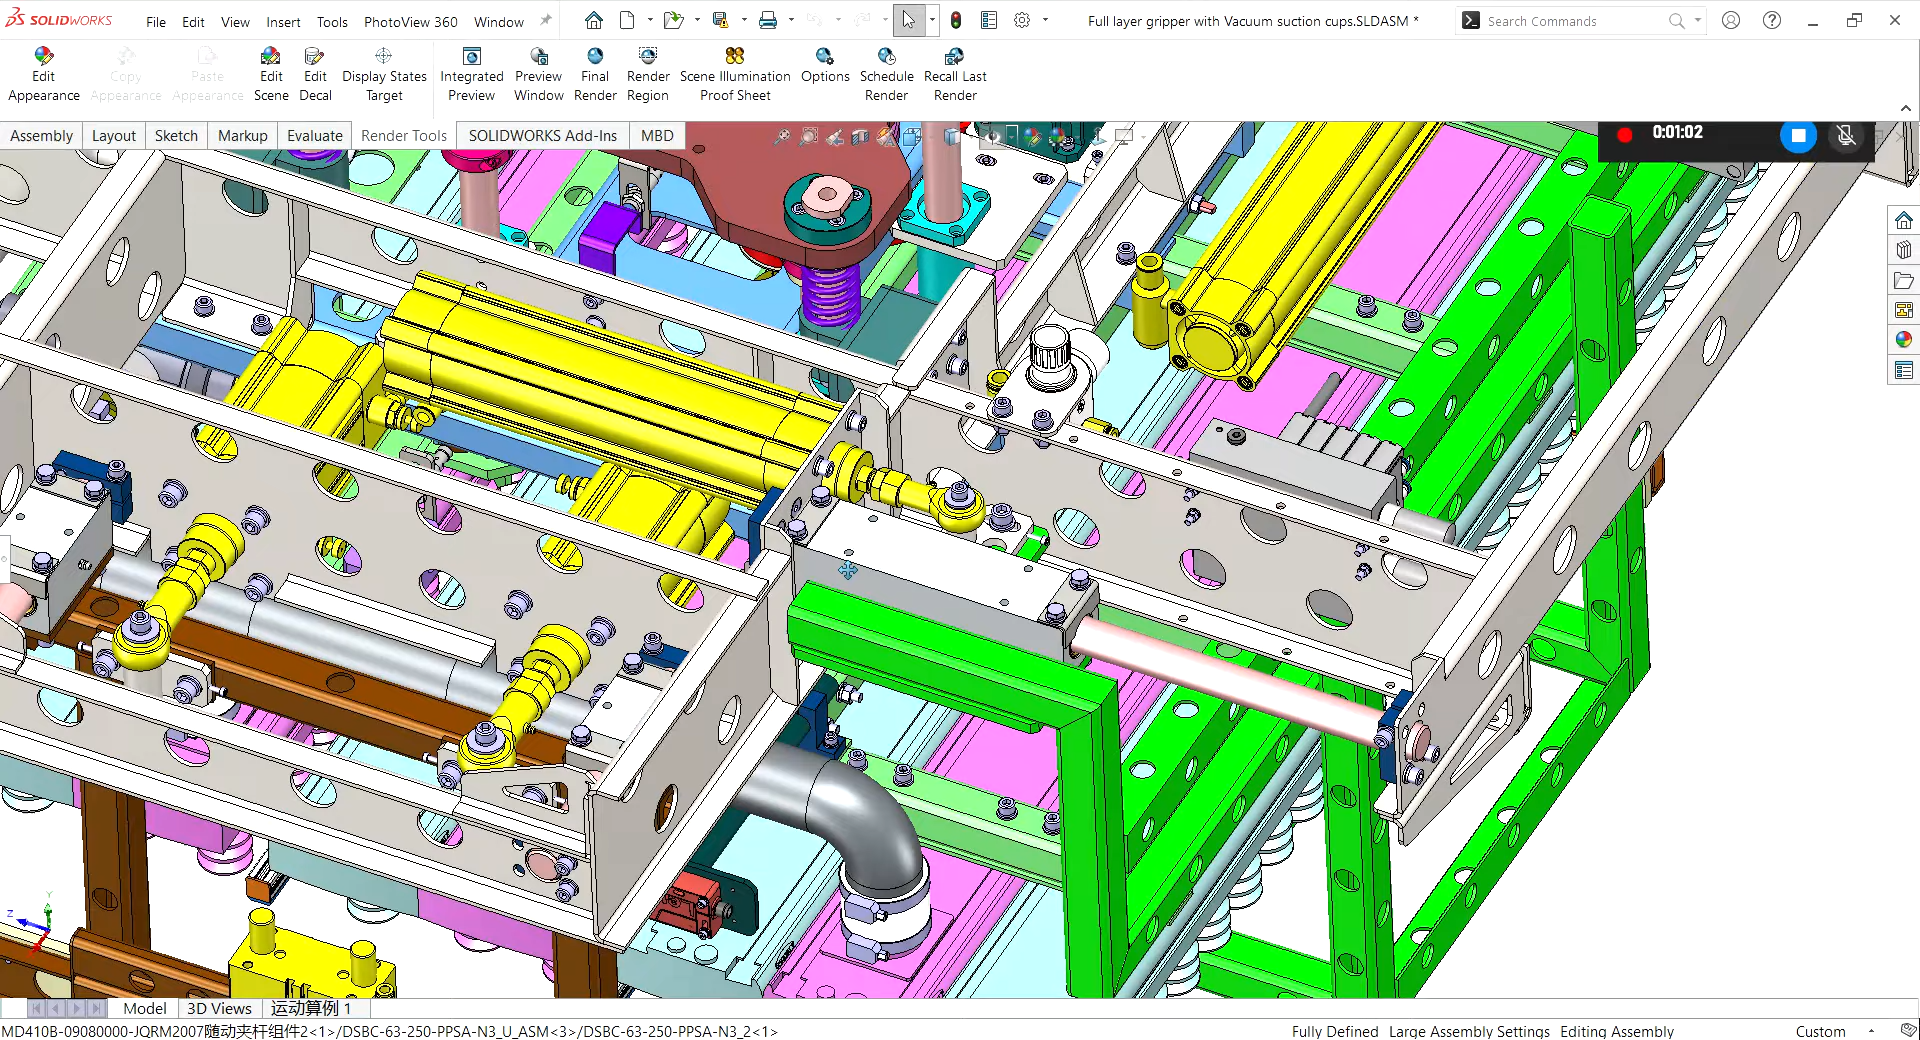 SOLIDWORKS File Edit View Insert Tools PhotoView 360 Window Full layer gripper with Vacuum suction cups.SLDASM * Search Commands
Edit Appearance
Copy Appearance
Paste Appearance
Edit Scene
Edit Decal
Display States Target
Integrated Preview
Preview Window
Final Render
Render Region
Scene Illumination Proof Sheet
Options
Schedule Render
Recall Last Render
Assembly Layout Sketch Markup Evaluate Render Tools SOLIDWORKS Add-Ins MBD
0:01:02
Y
Z
Model 3D Views 运动算例 1
MD410B-09080000-JQRM2007随动夹杆组件2<1>/DSBC-63-250-PPSA-N3_U_ASM<3>/DSBC-63-250-PPSA-N3_2<1> Fully Defined Large Assembly Settings Editing Assembly Custom